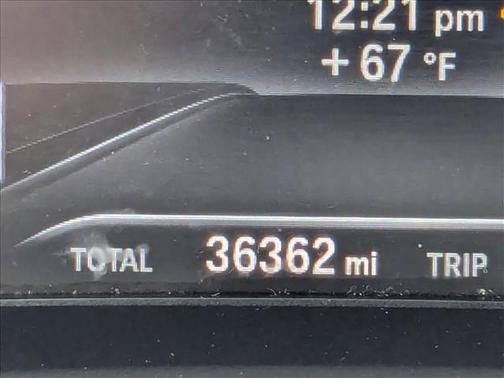 12:21 pm
+ 67 °F
TOTAL 36362 mi TRIP